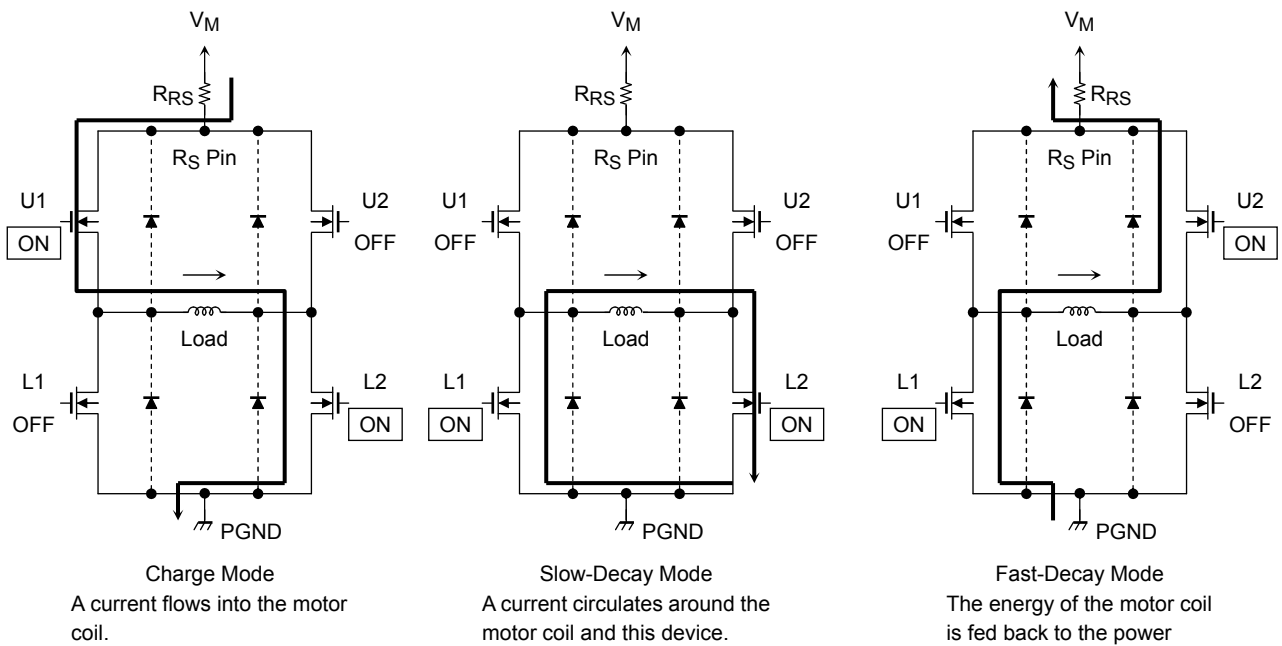 VM
RRS
RS Pin
U1
ON
U2
OFF
Load
L1
OFF
L2
ON
PGND
Charge Mode
A current flows into the motor
coil.
VM
RRS
RS Pin
U1
OFF
U2
OFF
Load
L1
ON
L2
ON
PGND
Slow-Decay Mode
A current circulates around the
motor coil and this device.
VM
RRS
RS Pin
U1
OFF
U2
ON
Load
L1
ON
L2
OFF
PGND
Fast-Decay Mode
The energy of the motor coil
is fed back to the power